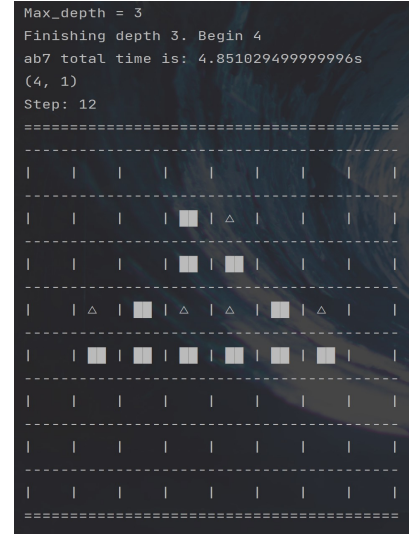 Max_depth = 3
Finishing depth 3. Begin 4
ab7 total time is: 4.851029499999996s
(4, 1)
Step: 12
=========================================
-----------------------------------------
|    |    |    |    |    |    |    |    |
-----------------------------------------
|    |    |    | ██ | △  |    |    |    |
-----------------------------------------
|    |    |    | ██ | ██ |    |    |    |
-----------------------------------------
|    | △  | ██ | △  | △  | ██ | △  |    |
-----------------------------------------
|    | ██ | ██ | ██ | ██ | ██ | ██ |    |
-----------------------------------------
|    |    |    |    |    |    |    |    |
-----------------------------------------
|    |    |    |    |    |    |    |    |
-----------------------------------------
|    |    |    |    |    |    |    |    |
=========================================